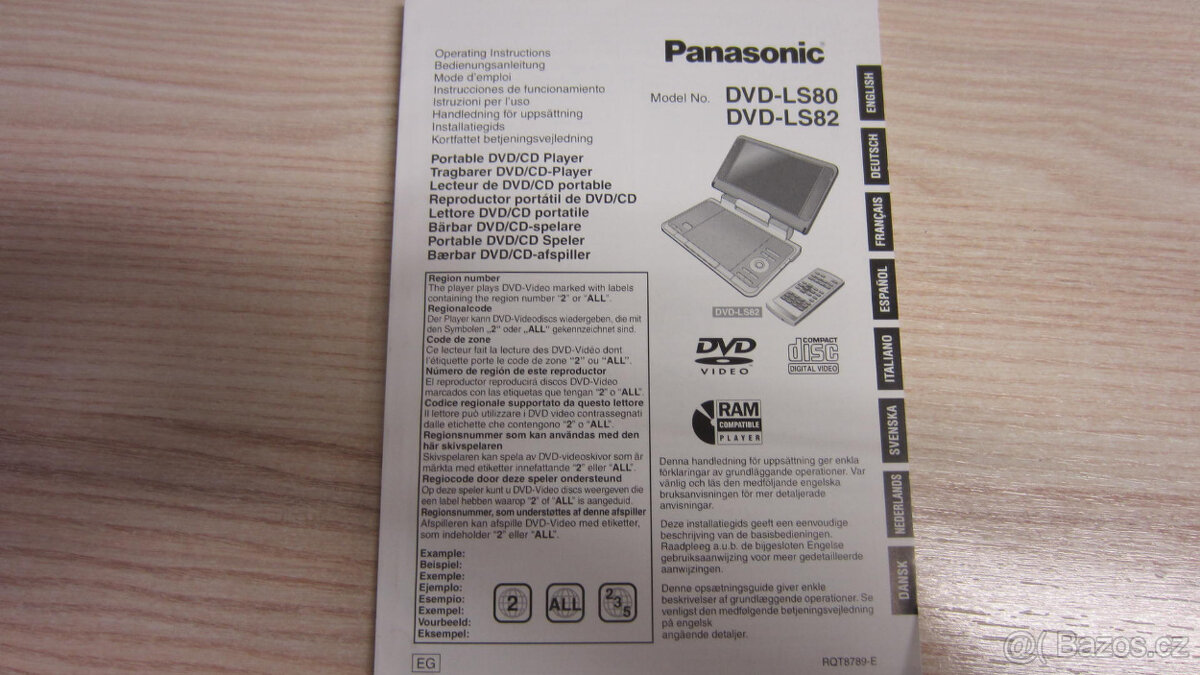 Operating Instructions
Bedienungsanleitung
Mode d'emploi
Instrucciones de funcionamiento
Istruzioni per l'uso
Handledning för uppsättning
Installatiegids
Kortfattet betjeningsvejledning
Portable DVD/CD Player
Tragbarer DVD/CD-Player
Lecteur de DVD/CD portable
Reproductor portátil de DVD/CD
Lettore DVD/CD portatile
Bärbar DVD/CD-spelare
Portable DVD/CD Speler
Bærbar DVD/CD-afspiller
Region number
The player plays DVD-Video marked with labels
containing the region number "2" or "ALL".
Regionalcode
Der Player kann DVD-Videodiscs wiedergeben, die mit
den Symbolen „2" oder „ALL" gekennzeichnet sind.
Code de zone
Ce lecteur fait la lecture des DVD-Vidéo dont
l'étiquette porte le code de zone "2" ou "ALL".
Número de región de este reproductor
El reproductor reproducirá discos DVD-Video
marcados con las etiquetas que tengan "2" o "ALL".
Codice regionale supportato da questo lettore
Il lettore può utilizzare i DVD video contrassegnati
dalle etichette che contengono "2" o "ALL".
Regionsnummer som kan användas med den
här skivspelaren
Skivspelaren kan spela av DVD-videoskivor som är
märkta med etiketter innefattande "2" eller "ALL".
Regiocode door deze speler ondersteund
Op deze speler kunt u DVD-Video discs weergeven die
een label hebben waarop "2" of "ALL" is aangeduid.
Regionsnummer, som understøttes af denne afspiller
Afspilleren kan afspille DVD-Video med etiketter,
som indeholder "2" eller "ALL".
Example:
Beispiel:
Exemple:
Ejemplo:
Esempio:
Exempel:
Voorbeeld:
Eksempel:
2
ALL
2 3 5
EG
Panasonic
Model No. DVD-LS80
DVD-LS82
DVD-LS82
DVD
VIDEO
COMPACT
disc
DIGITAL VIDEO
RAM
COMPATIBLE
PLAYER
Denna handledning för uppsättning ger enkla
förklaringar av grundläggande operationer. Var
vänlig och läs den medföljande engelska
bruksanvisningen för mer detaljerade
anvisningar.
Deze installatiegids geeft een eenvoudige
beschrijving van de basisbedieningen.
Raadpleeg a.u.b. de bijgesloten Engelse
gebruiksaanwijzing voor meer gedetailleerde
aanwijzingen.
Denne opsætningsguide giver enkle
beskrivelser af grundlæggende operationer. Se
venligst den medfølgende betjeningsvejledning
på engelsk
angående detaljer.
RQT8789-E
ENGLISH
DEUTSCH
FRANÇAIS
ESPAÑOL
ITALIANO
SVENSKA
NEDERLANDS
DANSK
@( Bazos.cz